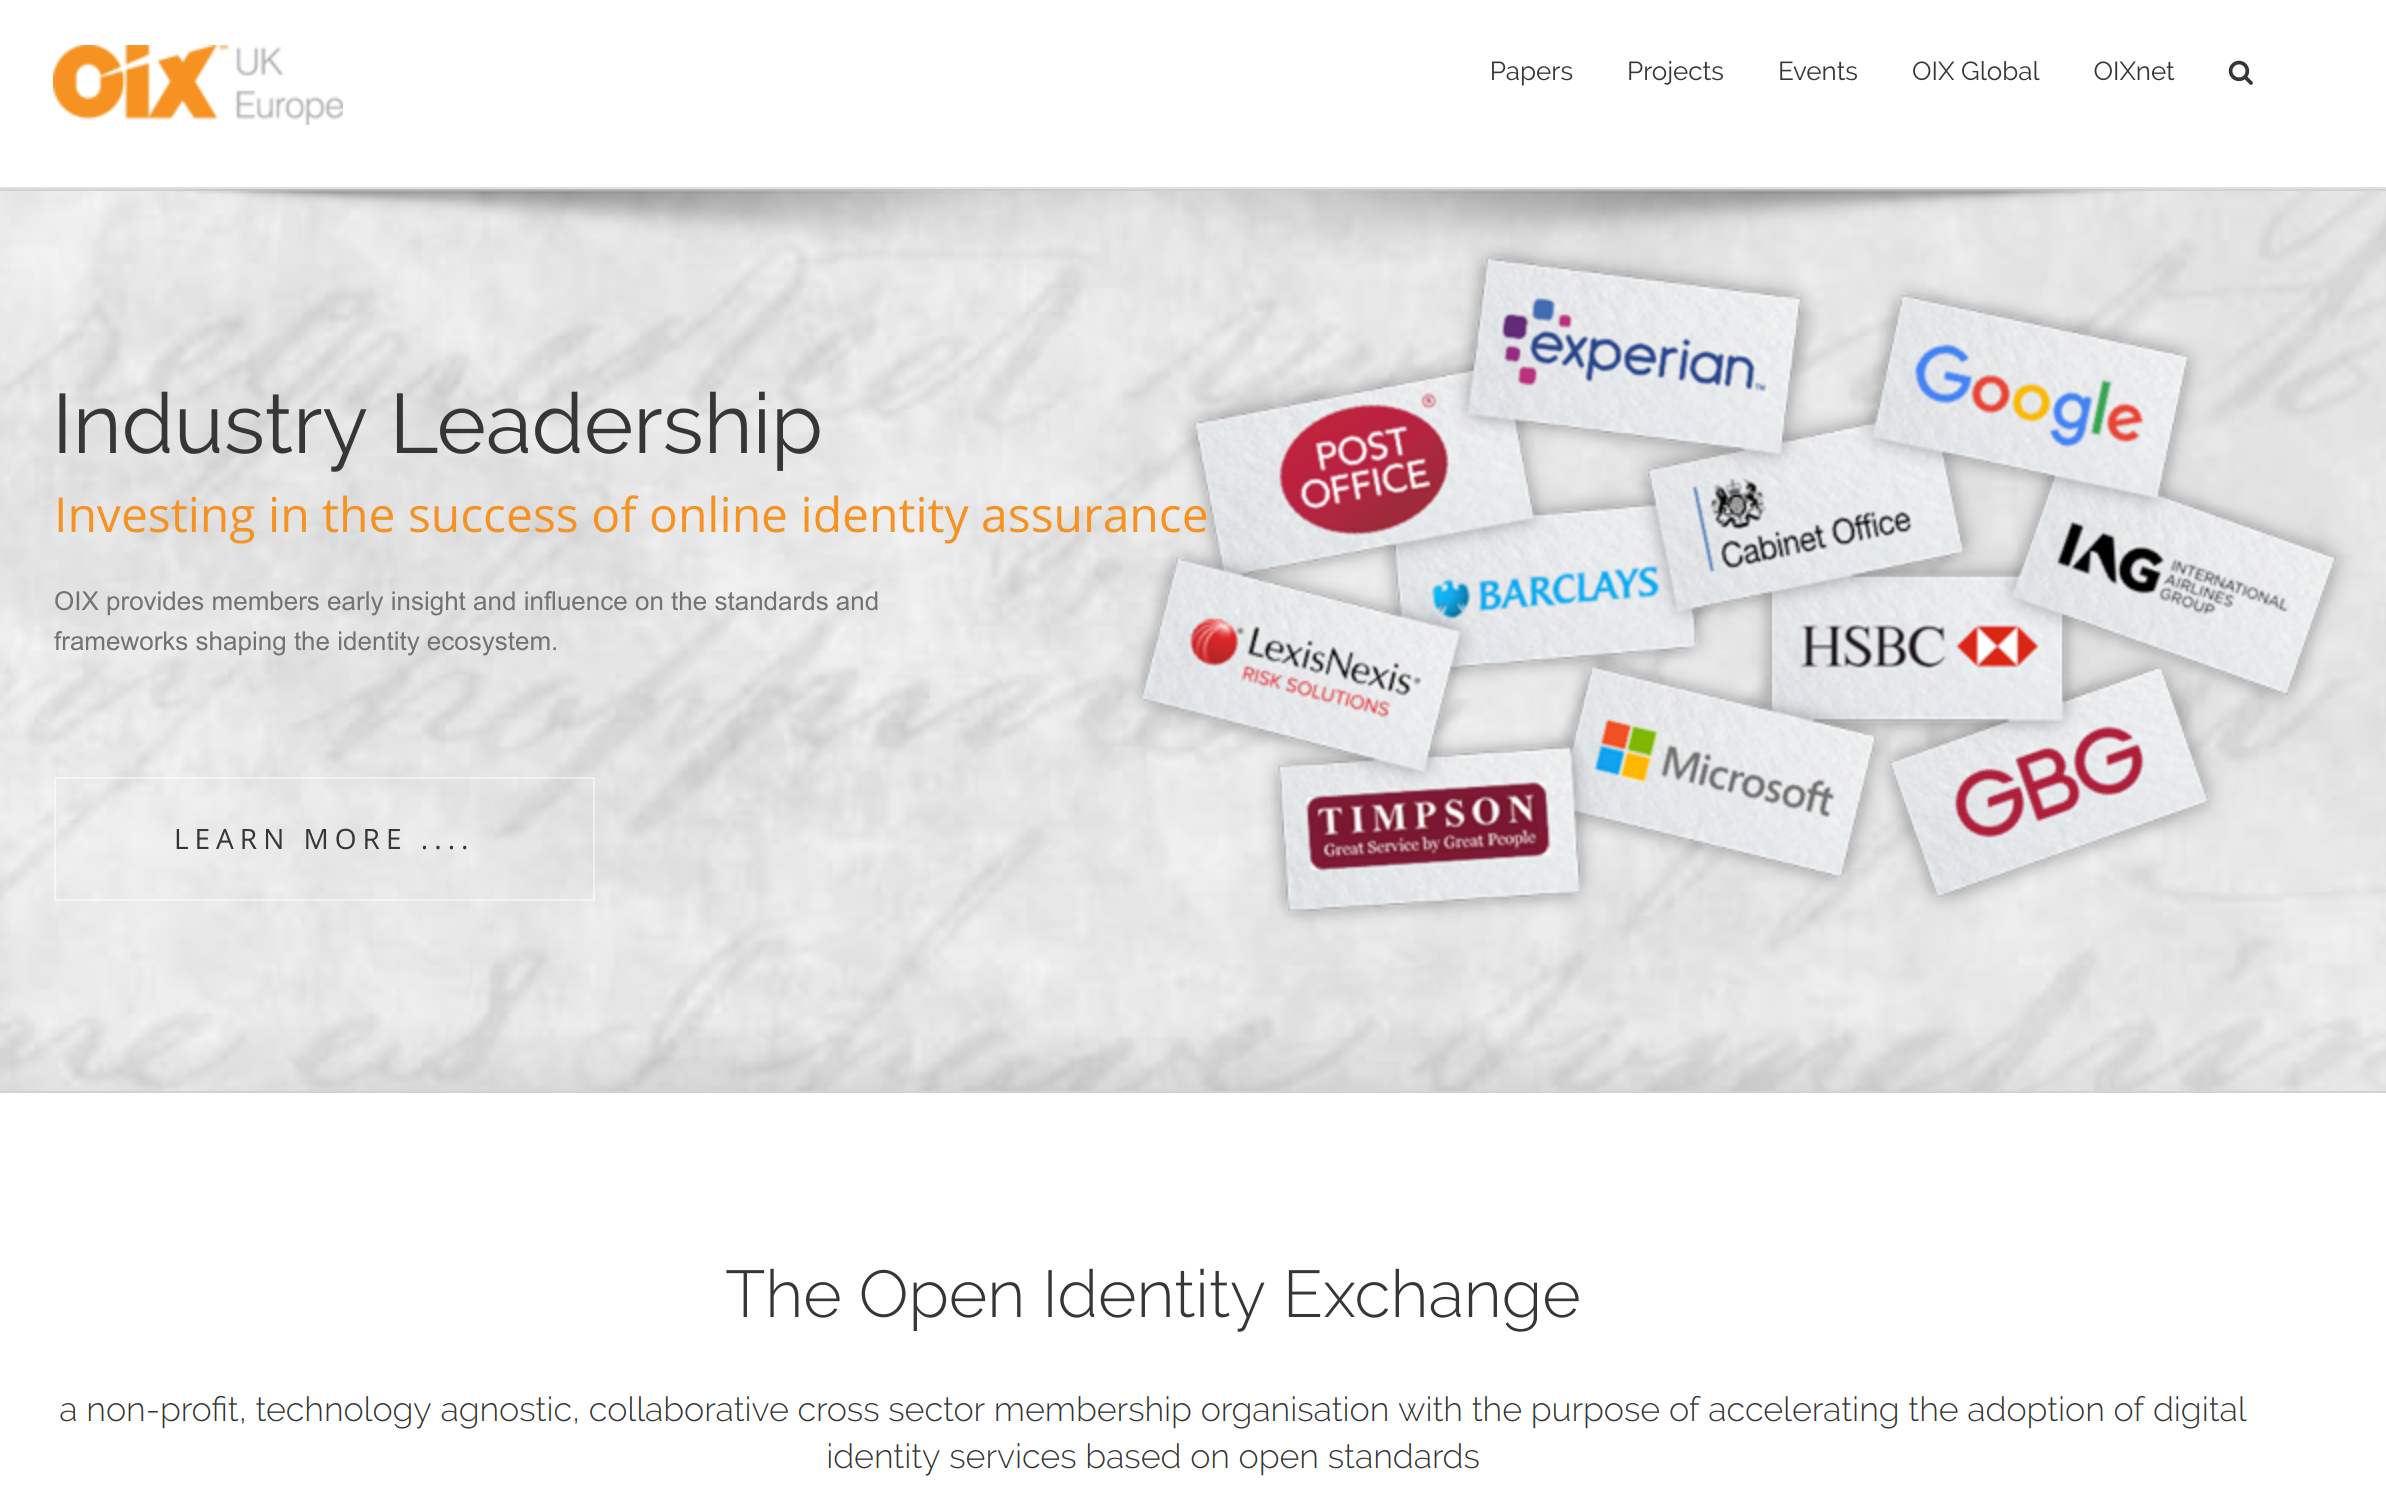 OIX™ UK
Europe
Papers Projects Events OIX Global OIXnet
Industry Leadership
Investing in the success of online identity assurance
OIX provides members early insight and influence on the standards and
frameworks shaping the identity ecosystem.
LEARN MORE ....
experian™
Google
POST
OFFICE®
Cabinet Office
IAG INTERNATIONAL
AIRLINES
GROUP
BARCLAYS
LexisNexis®
RISK SOLUTIONS
HSBC
Microsoft
GBG
TIMPSON
Great Service by Great People
The Open Identity Exchange
a non-profit, technology agnostic, collaborative cross sector membership organisation with the purpose of accelerating the adoption of digital
identity services based on open standards